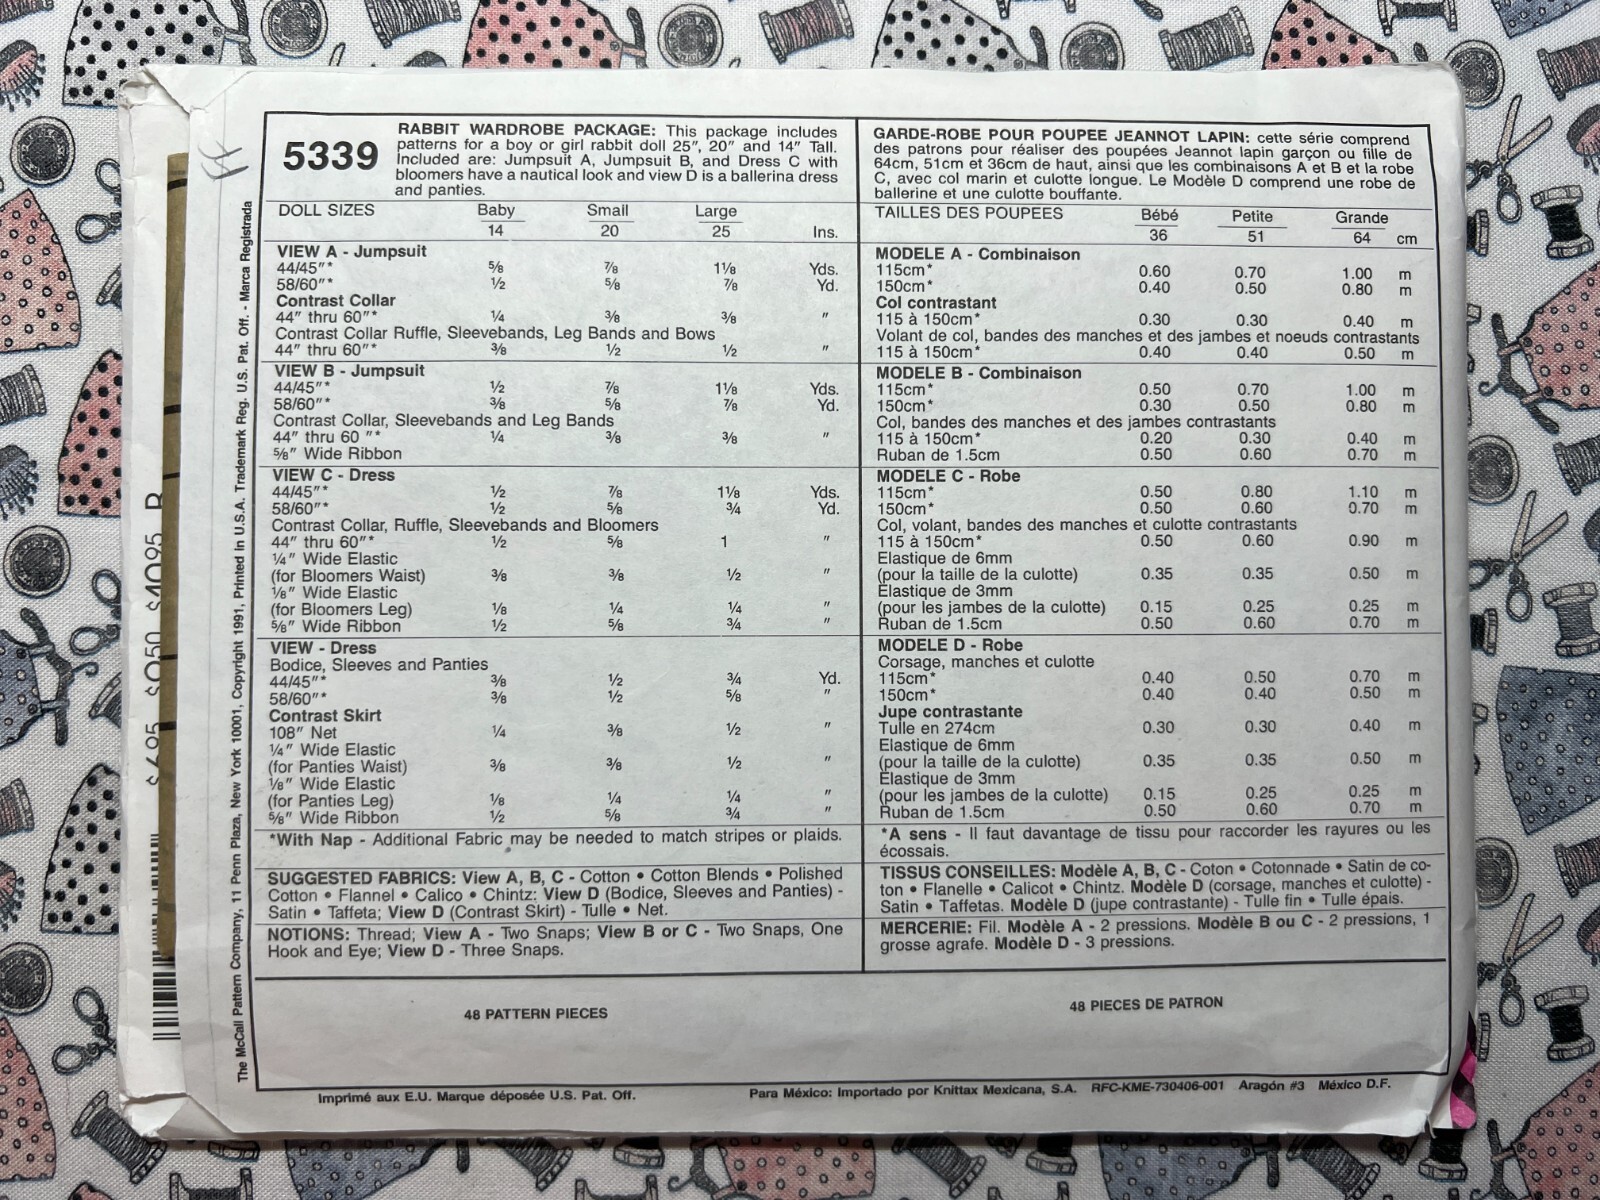 5339
RABBIT WARDROBE PACKAGE: This package includes
patterns for a boy or girl rabbit doll 25", 20" and 14" Tall.
Included are: Jumpsuit A, Jumpsuit B, and Dress C with
bloomers have a nautical look and view D is a ballerina dress
and panties.
DOLL SIZES Baby Small Large
14 20 25 Ins.
VIEW A - Jumpsuit
44/45"* ⅝ ⅞ 1⅛ Yds.
58/60"* ½ ⅝ ⅞ Yd.
Contrast Collar
44" thru 60"* ¼ ⅜ ⅜ "
Contrast Collar Ruffle, Sleevebands, Leg Bands and Bows
44" thru 60"* ⅜ ½ ½ "
VIEW B - Jumpsuit
44/45"* ½ ⅞ 1⅛ Yds.
58/60"* ⅜ ⅝ ⅞ Yd.
Contrast Collar, Sleevebands and Leg Bands
44" thru 60 "* ¼ ⅜ ⅜ "
⅝" Wide Ribbon
VIEW C - Dress
44/45"* ½ ⅞ 1⅛ Yds.
58/60"* ½ ⅝ ¾ Yd.
Contrast Collar, Ruffle, Sleevebands and Bloomers
44" thru 60"* ½ ⅝ 1 "
¼" Wide Elastic
(for Bloomers Waist) ⅜ ⅜ ½ "
⅛" Wide Elastic
(for Bloomers Leg) ⅛ ¼ ¼ "
⅝" Wide Ribbon ½ ⅝ ¾ "
VIEW - Dress
Bodice, Sleeves and Panties
44/45"* ⅜ ½ ¾ Yd.
58/60"* ⅜ ½ ⅝ "
Contrast Skirt
108" Net ¼ ⅜ ½ "
¼" Wide Elastic
(for Panties Waist) ⅜ ⅜ ½ "
⅛" Wide Elastic
(for Panties Leg) ⅛ ¼ ¼ "
⅝" Wide Ribbon ½ ⅝ ¾ "
*With Nap - Additional Fabric may be needed to match stripes or plaids.
SUGGESTED FABRICS: View A, B, C - Cotton • Cotton Blends • Polished
Cotton • Flannel • Calico • Chintz: View D (Bodice, Sleeves and Panties) -
Satin • Taffeta; View D (Contrast Skirt) - Tulle • Net.
NOTIONS: Thread; View A - Two Snaps; View B or C - Two Snaps, One
Hook and Eye; View D - Three Snaps.
48 PATTERN PIECES
GARDE-ROBE POUR POUPEE JEANNOT LAPIN: cette série comprend
des patrons pour réaliser des poupées Jeannot lapin garçon ou fille de
64cm, 51cm et 36cm de haut, ainsi que les combinaisons A et B et la robe
C, avec col marin et culotte longue. Le Modèle D comprend une robe de
ballerine et une culotte bouffante.
TAILLES DES POUPEES Bébé Petite Grande
36 51 64 cm
MODELE A - Combinaison
115cm* 0.60 0.70 1.00 m
150cm* 0.40 0.50 0.80 m
Col contrastant
115 à 150cm* 0.30 0.30 0.40 m
Volant de col, bandes des manches et des jambes et noeuds contrastants
115 à 150cm* 0.40 0.40 0.50 m
MODELE B - Combinaison
115cm* 0.50 0.70 1.00 m
150cm* 0.30 0.50 0.80 m
Col, bandes des manches et des jambes contrastants
115 à 150cm* 0.20 0.30 0.40 m
Ruban de 1.5cm 0.50 0.60 0.70 m
MODELE C - Robe
115cm* 0.50 0.80 1.10 m
150cm* 0.50 0.60 0.70 m
Col, volant, bandes des manches et culotte contrastants
115 à 150cm* 0.50 0.60 0.90 m
Elastique de 6mm
(pour la taille de la culotte) 0.35 0.35 0.50 m
Elastique de 3mm
(pour les jambes de la culotte) 0.15 0.25 0.25 m
Ruban de 1.5cm 0.50 0.60 0.70 m
MODELE D - Robe
Corsage, manches et culotte
115cm* 0.40 0.50 0.70 m
150cm* 0.40 0.40 0.50 m
Jupe contrastante
Tulle en 274cm 0.30 0.30 0.40 m
Elastique de 6mm
(pour la taille de la culotte) 0.35 0.35 0.50 m
Elastique de 3mm
(pour les jambes de la culotte) 0.15 0.25 0.25 m
Ruban de 1.5cm 0.50 0.60 0.70 m
*A sens - Il faut davantage de tissu pour raccorder les rayures ou les
écossais.
TISSUS CONSEILLES: Modèle A, B, C - Coton • Cotonnade • Satin de co-
ton • Flanelle • Calicot • Chintz. Modèle D (corsage, manches et culotte) -
Satin • Taffetas. Modèle D (jupe contrastante) - Tulle fin • Tulle épais.
MERCERIE: Fil. Modèle A - 2 pressions. Modèle B ou C - 2 pressions, 1
grosse agrafe. Modèle D - 3 pressions.
48 PIECES DE PATRON
Imprimé aux E.U. Marque déposée U.S. Pat. Off.
Para México: Importado por Knittax Mexicana, S.A. RFC-KME-730406-001 Aragón #3 México D.F.
The McCall Pattern Company, 11 Penn Plaza, New York 10001, Copyright 1991, Printed in U.S.A. Trademark Reg. U.S. Pat. Off. - Marca Registrada